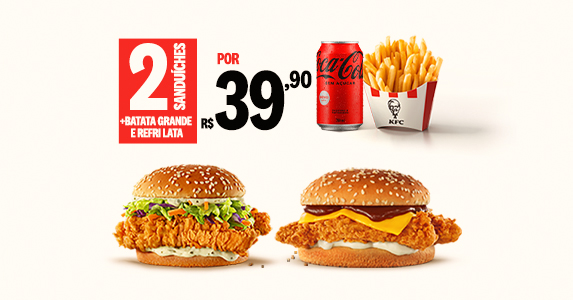 2 SANDUÍCHES
+BATATA GRANDE
E REFRI LATA
POR
R$ 39,90
Coca-Cola
KFC